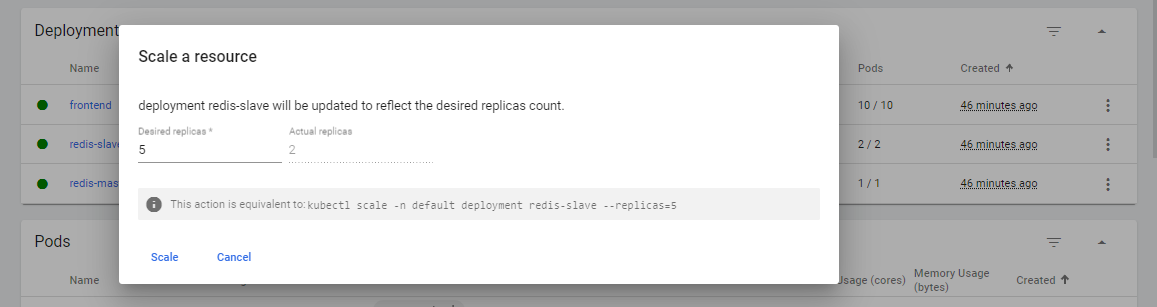 Deployment
Scale a resource
Name
Pods
Created
deployment redis-slave will be updated to reflect the desired replicas count.
frontend
10 / 10
46 minutes ago
Desired replicas *
Actual replicas
5
2
redis-slave
2 / 2
46 minutes ago
redis-mas
1 / 1
46 minutes ago
This action is equivalent to: kubectl scale -n default deployment redis-slave --replicas=5
Pods
Scale
Cancel
Name
Usage (cores)
Memory Usage
(bytes)
Created